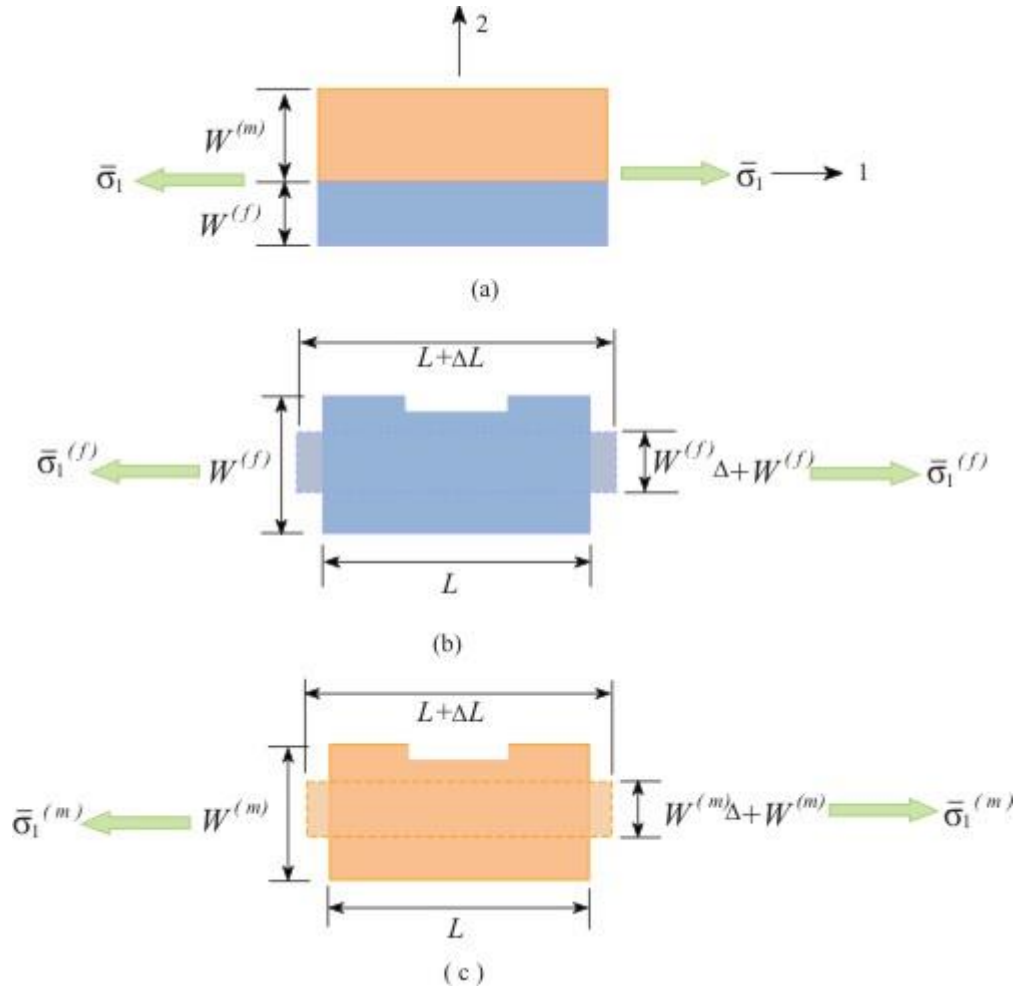 2
W^(m)
σ̄₁
σ̄₁
1
W^(f)
(a)
L+ΔL
σ̄₁^(f)
W^(f)
W^(f)Δ+W^(f)
σ̄₁^(f)
L
(b)
L+ΔL
σ̄₁^(m)
W^(m)
W^(m)Δ+W^(m)
σ̄₁^(m)
L
( c )